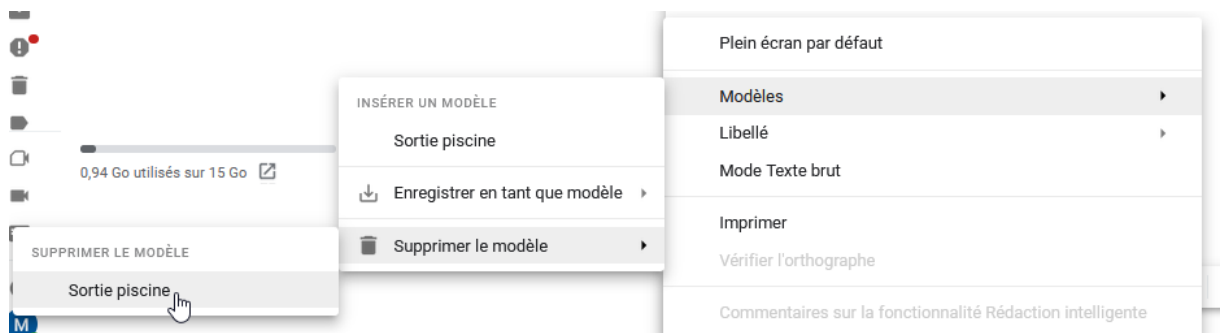 Plein écran par défaut
Modèles
Libellé
Mode Texte brut
Imprimer
Vérifier l'orthographe
Commentaires sur la fonctionnalité Rédaction intelligente
INSÉRER UN MODÈLE
Sortie piscine
Enregistrer en tant que modèle
Supprimer le modèle
SUPPRIMER LE MODÈLE
Sortie piscine
0,94 Go utilisés sur 15 Go
M